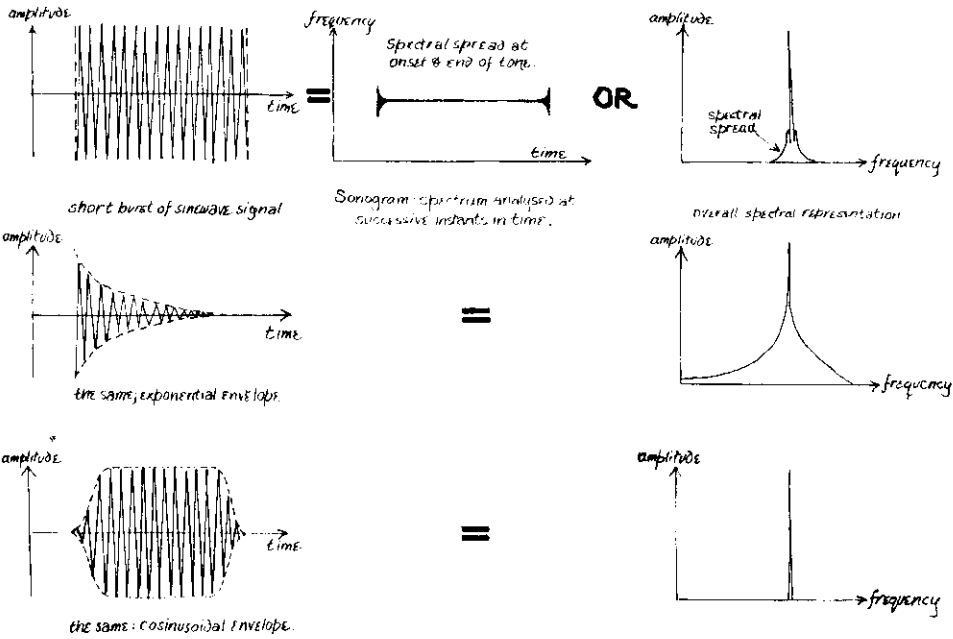 amplitude
time
short burst of sinewave signal
=
frequency
Spectral spread at
onset & end of tone.
time
Sonogram: spectrum analysed at
successive instants in time.
OR
spectral
spread
frequency
overall spectral representation
amplitude
time
the same; exponential envelope.
=
amplitude
frequency
amplitude
time
the same: cosinusoidal envelope.
=
amplitude
frequency